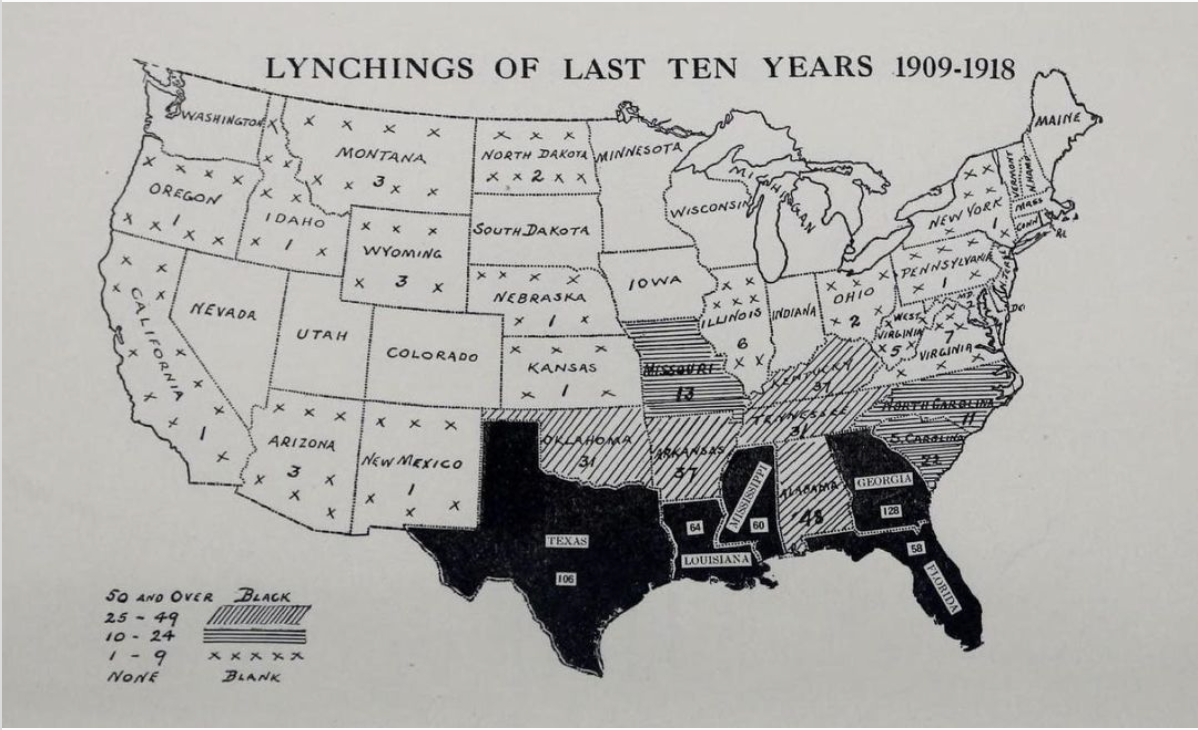 LYNCHINGS OF LAST TEN YEARS 1909-1918
WASHINGTON
MONTANA
3
NORTH DAKOTA
2
MINNESOTA
MAINE
OREGON
1
IDAHO
1
WYOMING
3
SOUTH DAKOTA
WISCONSIN
MICHIGAN
VERMONT
N.HAMP
MASS
CONN
RI
NEW YORK
1
CALIFORNIA
1
NEVADA
UTAH
COLORADO
NEBRASKA
1
IOWA
ILLINOIS
6
INDIANA
OHIO
2
PENNSYLVANIA
1
N.JER
MD
2
DEL
WEST
VIRGINIA
5
7
VIRGINIA
KANSAS
1
MISSOURI
13
KENTUCKY
37
TENNESSEE
31
NORTH CAROLINA
11
S. CAROLINA
ARIZONA
3
NEW MEXICO
1
OKLAHOMA
31
ARKANSAS
37
MISSISSIPPI
60
ALABAMA
48
GEORGIA
128
TEXAS
106
64
LOUISIANA
58
FLORIDA
50 AND OVER BLACK
25 - 49
10 - 24
1 - 9 x x x x x
NONE BLANK